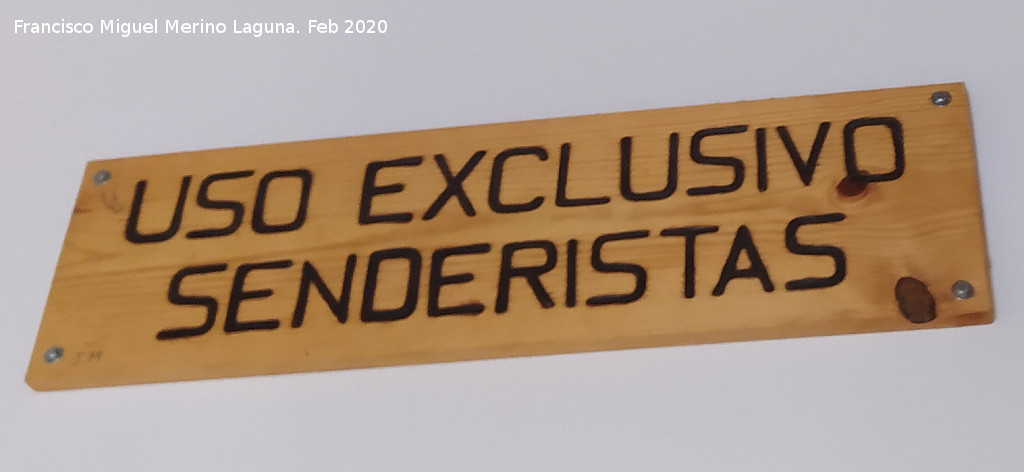 Francisco Miguel Merino Laguna. Feb 2020
USO EXCLUSIVO
SENDERISTAS